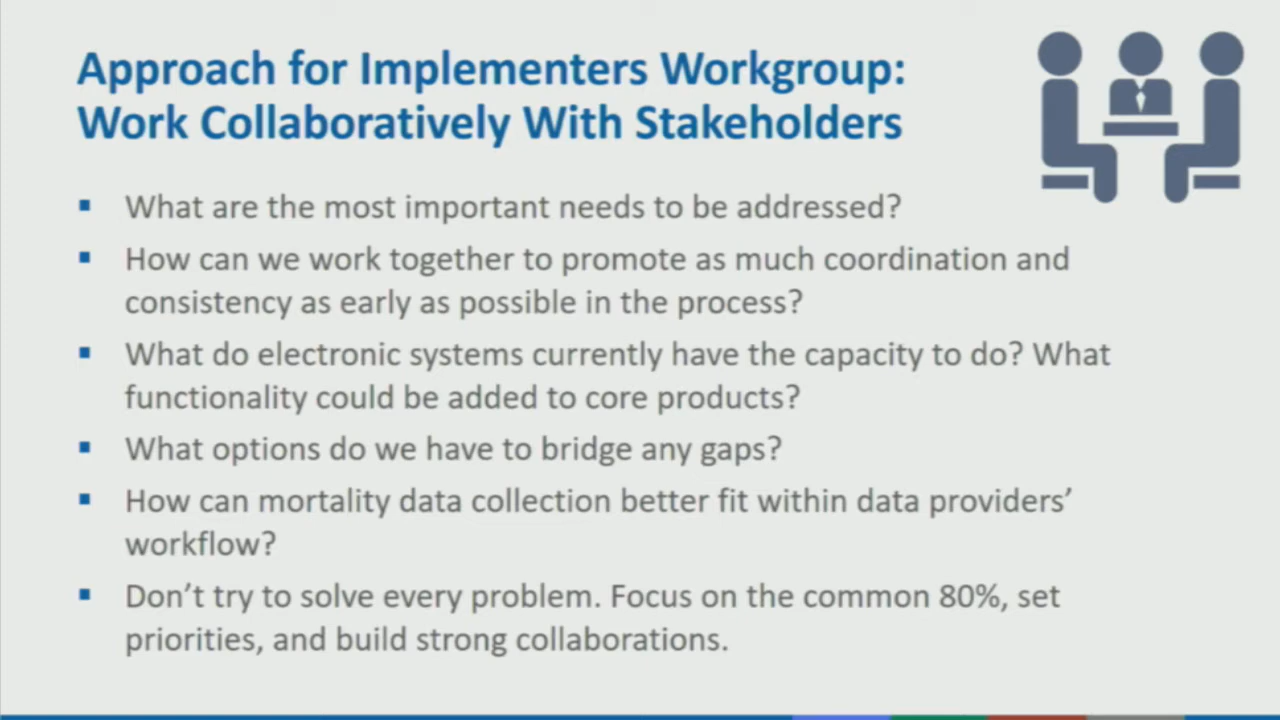 Approach for Implementers Workgroup:
Work Collaboratively With Stakeholders
▪ What are the most important needs to be addressed?
▪ How can we work together to promote as much coordination and
consistency as early as possible in the process?
▪ What do electronic systems currently have the capacity to do? What
functionality could be added to core products?
▪ What options do we have to bridge any gaps?
▪ How can mortality data collection better fit within data providers’
workflow?
▪ Don’t try to solve every problem. Focus on the common 80%, set
priorities, and build strong collaborations.